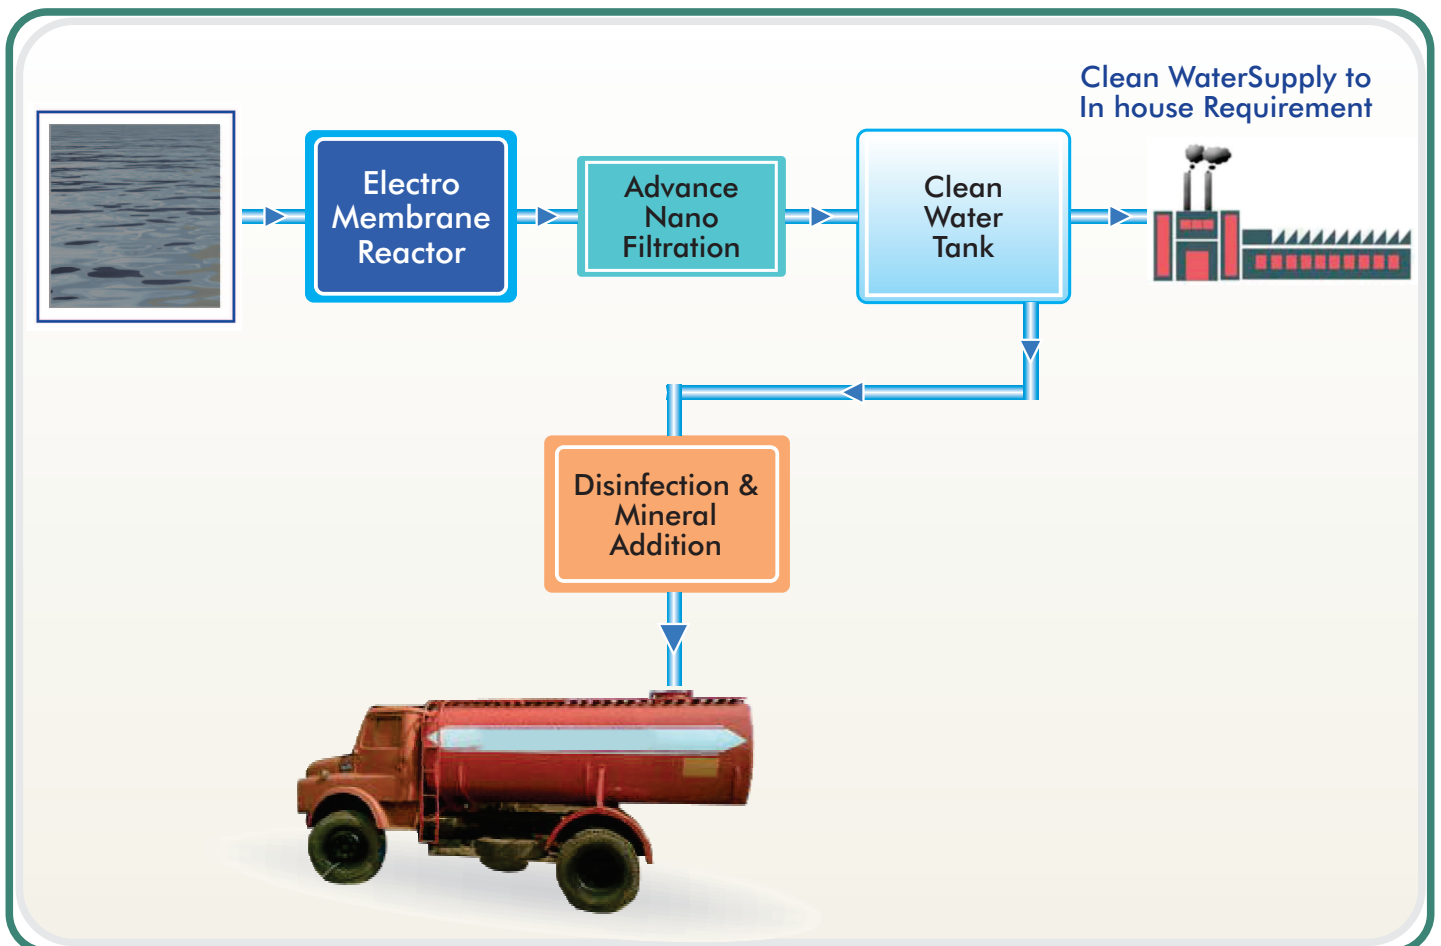 Clean WaterSupply to
In house Requirement
Electro
Membrane
Reactor
Advance
Nano
Filtration
Clean
Water
Tank
Disinfection &
Mineral
Addition